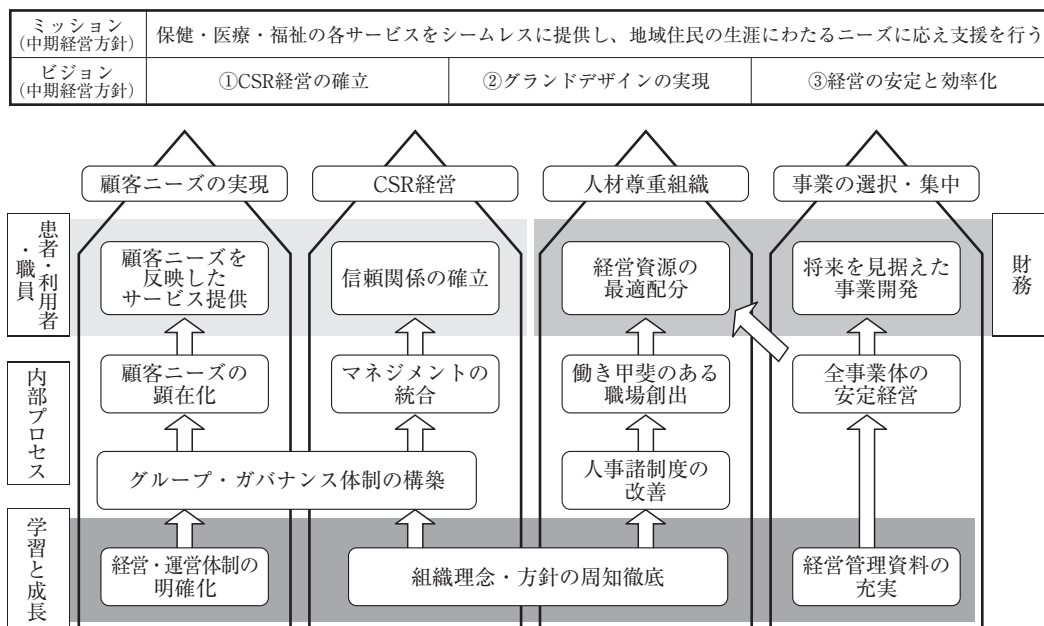 ミッション
(中期経営方針)
保健・医療・福祉の各サービスをシームレスに提供し、地域住民の生涯にわたるニーズに応え支援を行う
ビジョン
(中期経営方針)
①CSR経営の確立
②グランドデザインの実現
③経営の安定と効率化
顧客ニーズの実現
CSR経営
人材尊重組織
事業の選択・集中
患者・利用者
・職員
顧客ニーズを
反映した
サービス提供
信頼関係の確立
経営資源の
最適配分
将来を見据えた
事業開発
財務
内部プロセス
顧客ニーズの
顕在化
マネジメントの
統合
働き甲斐のある
職場創出
全事業体の
安定経営
グループ・ガバナンス体制の構築
人事諸制度の
改善
学習と成長
経営・運営体制の
明確化
組織理念・方針の周知徹底
経営管理資料の
充実